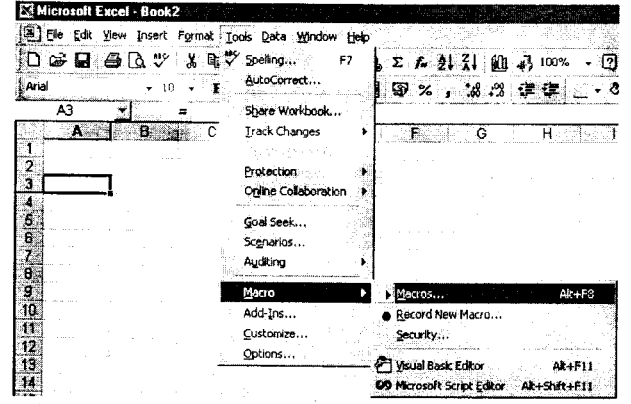 Microsoft Excel - Book2
File Edit View Insert Format Tools Data Window Help
Spelling... F7
100%
AutoCorrect...
Arial 10
%
A3 =
Share Workbook...
Track Changes
A B C F G H I
1
2
Protection
3
Online Collaboration
4
5
Goal Seek...
6
Scenarios...
7
Auditing
8
9
Macro
Macros... Alt+F8
10
Add-Ins...
Record New Macro...
11
Customize...
Security...
12
Options...
13
Visual Basic Editor Alt+F11
14
Microsoft Script Editor Alt+Shift+F11